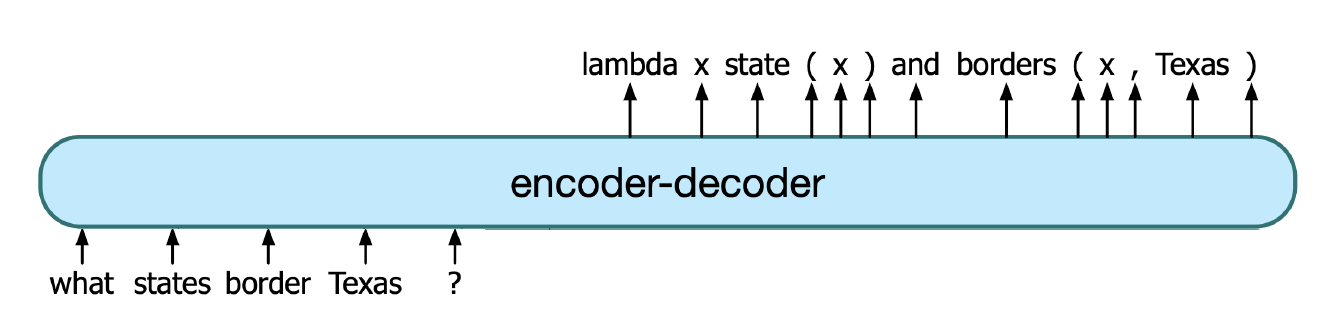 lambda x state ( x ) and borders ( x , Texas )
encoder-decoder
what states border Texas ?